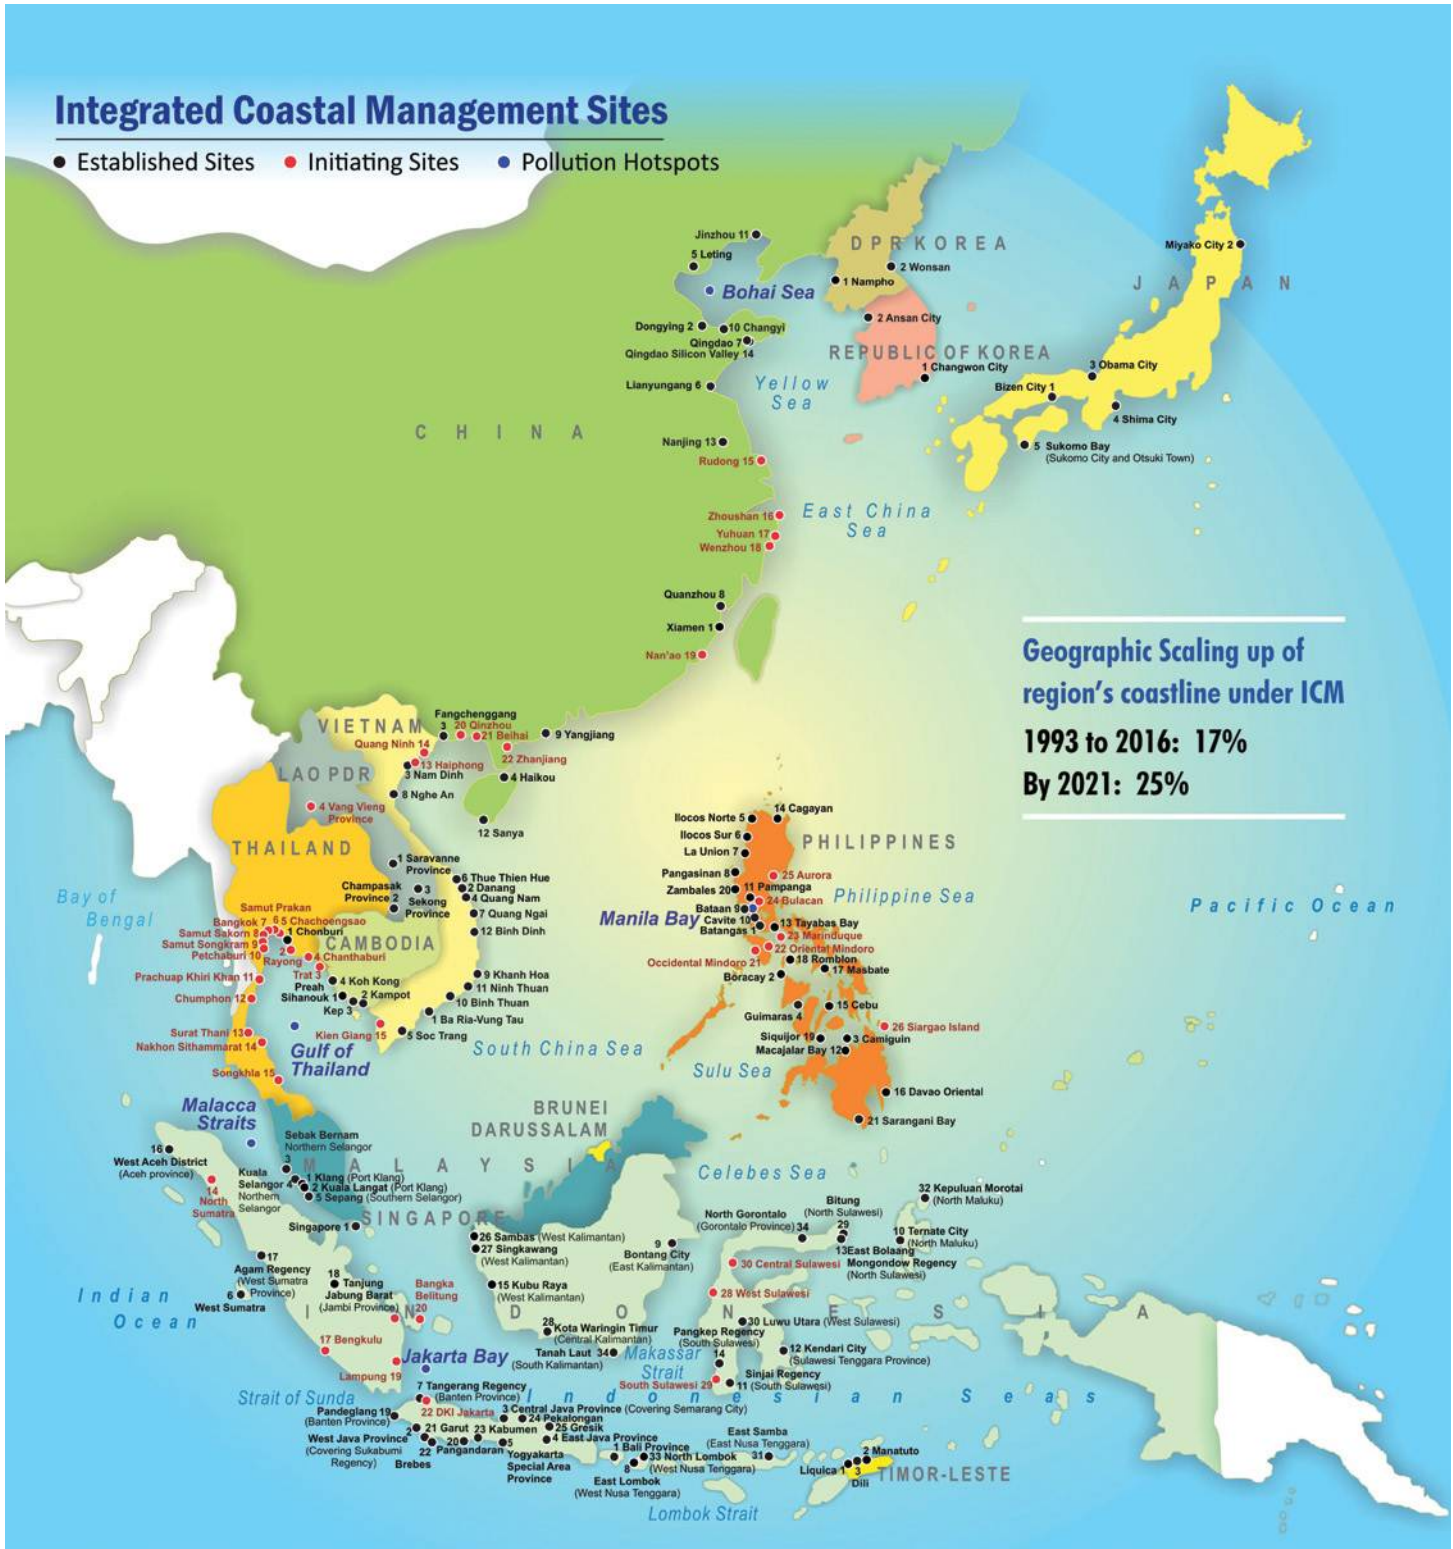 Integrated Coastal Management Sites
Established Sites
Initiating Sites
Pollution Hotspots
Jinzhou 11
5 Leting
Bohai Sea
Dongying 2
10 Changyi
Qingdao 7
Qingdao Silicon Valley 14
Lianyungang 6
Yellow
Sea
CHINA
Nanjing 13
Rudong 15
Zhoushan 16
Yuhuan 17
Wenzhou 18
East China
Sea
Quanzhou 8
Xiamen 1
Nan'ao 19
DPR KOREA
2 Wonsan
1 Nampho
2 Ansan City
REPUBLIC OF KOREA
1 Changwon City
Miyako City 2
JAPAN
3 Obama City
Bizen City 1
4 Shima City
5 Sukomo Bay
(Sukomo City and Otsuki Town)
Geographic Scaling up of
region's coastline under ICM
1993 to 2016: 17%
By 2021: 25%
VIETNAM
Fangchenggang
3
20 Qinzhou
21 Beihai
9 Yangjiang
Quang Ninh 14
22 Zhanjiang
13 Haiphong
3 Nam Dinh
4 Haikou
LAO PDR
8 Nghe An
4 Vang Vieng
Province
12 Sanya
THAILAND
1 Saravanne
Province
Champasak
Province 2
3
Sekong
Province
6 Thue Thien Hue
2 Danang
4 Quang Nam
7 Quang Ngai
12 Binh Dinh
Bay of
Bengal
Samut Prakan
Bangkok 7
6
5 Chachoengsao
Samut Sakorn 8
1 Chonburi
Samut Songkram 9
Petchaburi 10
2
Rayong
4 Chanthaburi
CAMBODIA
Trat 3
Prachuap Khiri Khan 11
4 Koh Kong
Preah
Sihanouk 1
2 Kampot
Kep 3
9 Khanh Hoa
11 Ninh Thuan
10 Binh Thuan
1 Ba Ria-Vung Tau
Chumphon 12
Surat Thani 13
Nakhon Sithammarat 14
Songkhla 15
Kien Giang 15
5 Soc Trang
Gulf of
Thailand
South China Sea
Ilocos Norte 5
14 Cagayan
Ilocos Sur 6
La Union 7
PHILIPPINES
Pangasinan 8
25 Aurora
Zambales 20
11 Pampanga
24 Bulacan
Philippine Sea
Pacific Ocean
Bataan 9
Manila Bay
Cavite 10
Batangas 1
13 Tayabas Bay
23 Marinduque
22 Oriental Mindoro
Occidental Mindoro 21
18 Romblon
17 Masbate
Boracay 2
15 Cebu
Guimaras 4
26 Siargao Island
Siquijor 19
3 Camiguin
Macajalar Bay 12
Sulu Sea
16 Davao Oriental
21 Sarangani Bay
Malacca
Straits
BRUNEI
DARUSSALAM
16
West Aceh District
(Aceh province)
Sebak Bernam
Northern Selangor
3
MALAYSIA
Kuala
Selangor 4
Northern
Selangor
1 Klang (Port Klang)
2 Kuala Langat (Port Klang)
5 Sepang (Southern Selangor)
14
North
Sumatra
Singapore 1
SINGAPORE
Celebes Sea
32 Kepuluan Morotai
(North Maluku)
North Gorontalo
(Gorontalo Province) 34
Bitung
(North Sulawesi)
29
10 Ternate City
(North Maluku)
13 East Bolaang
Mongondow Regency
(North Sulawesi)
26 Sambas (West Kalimantan)
27 Singkawang
(West Kalimantan)
9
Bontang City
(East Kalimantan)
30 Central Sulawesi
17
Agam Regency
(West Sumatra
Province)
6
West Sumatra
18
Tanjung
Jabung Barat
(Jambi Province)
Bangka
Belitung
20
15 Kubu Raya
(West Kalimantan)
28 West Sulawesi
Indian
Ocean
INDONESIA
28
Kota Waringin Timur
(Central Kalimantan)
30 Luwu Utara (West Sulawesi)
Pangkep Regency
(South Sulawesi)
14
17 Bengkulu
Tanah Laut 34
(South Kalimantan)
Makassar
Strait
12 Kendari City
(Sulawesi Tenggara Province)
Jakarta Bay
Lampung 19
Sinjai Regency
11 (South Sulawesi)
South Sulawesi 29
Strait of Sunda
7 Tangerang Regency
(Banten Province)
Indonesian Seas
22 DKI Jakarta
Pandeglang 19
(Banten Province)
3 Central Java Province (Covering Semarang City)
24 Pekalongan
25 Gresik
4 East Java Province
21 Garut
23 Kabumen
West Java Province
2
(Covering Sukabumi
Regency)
22
Brebes
20
Pangandaran
5
Yogyakarta
Special Area
Province
1 Bali Province
33 North Lombok
(West Nusa Tenggara)
8
East Lombok
(West Nusa Tenggara)
East Samba
(East Nusa Tenggara)
31
2 Manatuto
Liquica 1
3
Dili
TIMOR-LESTE
Lombok Strait